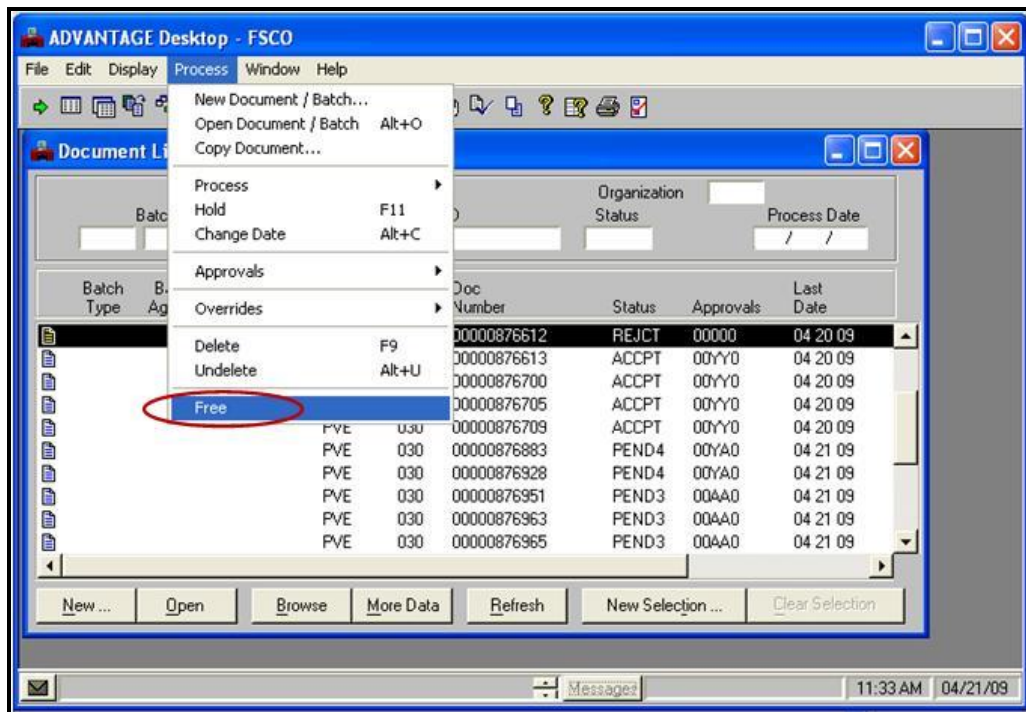 ADVANTAGE Desktop - FSCO
File Edit Display Process Window Help
New Document / Batch...
Open Document / Batch Alt+O
Copy Document...
Process
Hold F11
Change Date Alt+C
Approvals
Overrides
Delete F9
Undelete Alt+U
Free
Document Li
Organization
Batc Status Process Date
/ /
Batch B. Doc Last
Type Ag Number Status Approvals Date
00000876612 REJCT 00000 04 20 09
00000876613 ACCPT 00YY0 04 20 09
00000876700 ACCPT 00YY0 04 20 09
00000876705 ACCPT 00YY0 04 20 09
PVE 030 00000876709 ACCPT 00YY0 04 20 09
PVE 030 00000876883 PEND4 00YA0 04 21 09
PVE 030 00000876928 PEND4 00YA0 04 21 09
PVE 030 00000876951 PEND3 00AA0 04 21 09
PVE 030 00000876963 PEND3 00AA0 04 21 09
PVE 030 00000876965 PEND3 00AA0 04 21 09
New ... Open Browse More Data Refresh New Selection ... Clear Selection
Messages 11:33 AM 04/21/09